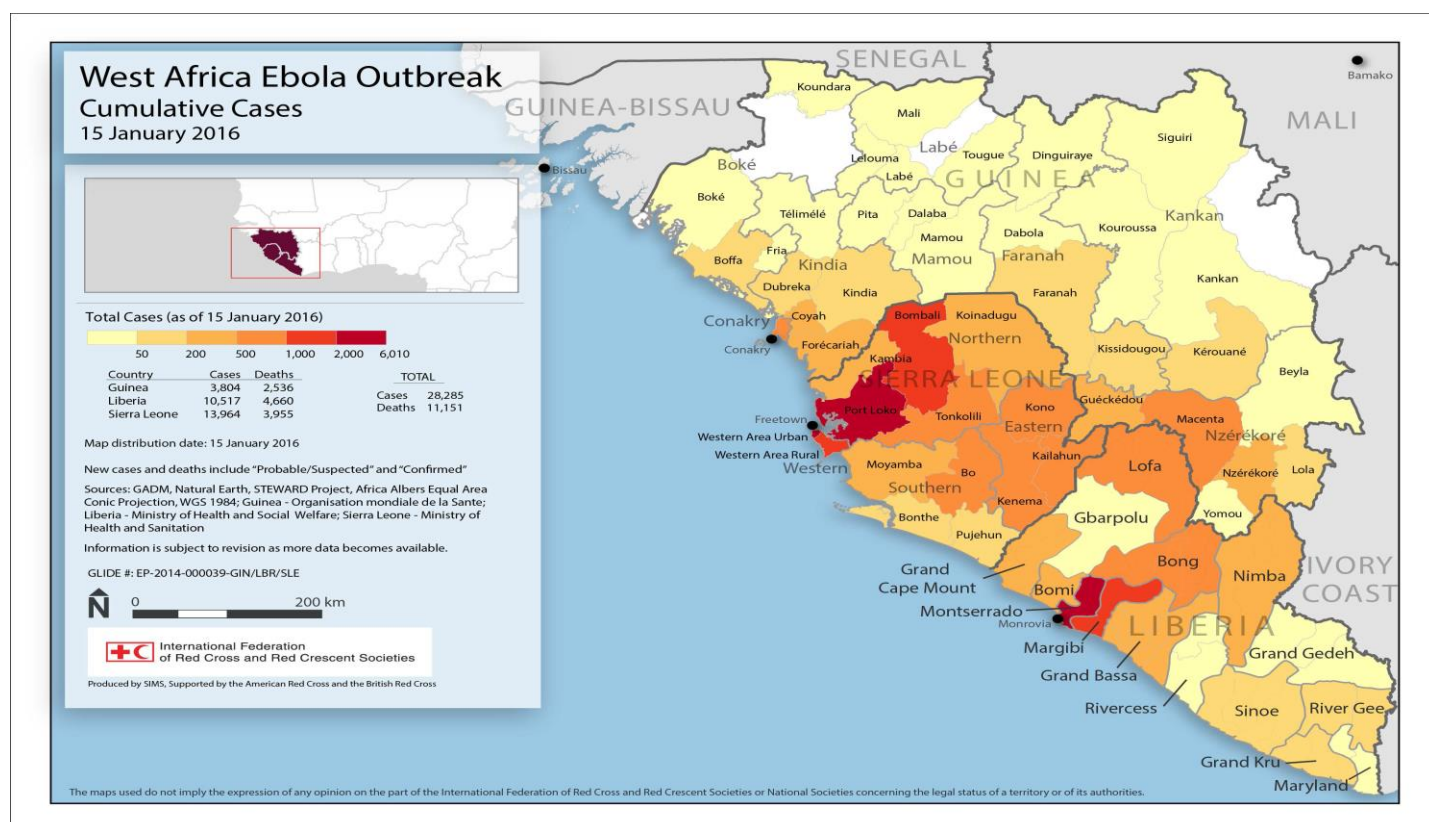 West Africa Ebola Outbreak
Cumulative Cases
15 January 2016
Total Cases (as of 15 January 2016)
50 200 500 1,000 2,000 6,010
Country Cases Deaths
Guinea 3,804 2,536
Liberia 10,517 4,660
Sierra Leone 13,964 3,955
TOTAL
Cases 28,285
Deaths 11,151
Map distribution date: 15 January 2016
New cases and deaths include “Probable/Suspected” and “Confirmed”
Sources: GADM, Natural Earth, STEWARD Project, Africa Albers Equal Area
Conic Projection, WGS 1984; Guinea - Organisation mondiale de la Sante;
Liberia - Ministry of Health and Social Welfare; Sierra Leone - Ministry of
Health and Sanitation
Information is subject to revision as more data becomes available.
GLIDE #: EP-2014-000039-GIN/LBR/SLE
N
0 200 km
International Federation
of Red Cross and Red Crescent Societies
Produced by SIMS, Supported by the American Red Cross and the British Red Cross
SENEGAL
Bamako
GUINEA-BISSAU
Koundara
Mali
MALI
Siguiri
Labé
Boké
Lelouma
Tougue
Dinguiraye
Bissau
Labé
GUINEA
Boké
Télimélé
Pita
Dalaba
Kankan
Mamou
Dabola
Kouroussa
Fria
Boffa
Kindia
Mamou
Faranah
Kankan
Dubreka
Kindia
Faranah
Conakry
Coyah
Bombali
Koinadugu
Conakry
Forécariah
Northern
Kissidougou
Kérouané
Kambia
Beyla
SIERRA LEONE
Guéckédou
Port Loko
Kono
Macenta
Freetown
Tonkolili
Eastern
Nzérékoré
Western Area Urban
Western Area Rural
Kailahun
Western
Moyamba
Bo
Lofa
Nzérékoré
Lola
Southern
Kenema
Bonthe
Gbarpolu
Yomou
Pujehun
Grand
Cape Mount
Bong
IVORY
COAST
Nimba
Bomi
Montserrado
Monrovia
LIBERIA
Margibi
Grand Gedeh
Grand Bassa
Rivercess
Sinoe
River Gee
Grand Kru
Maryland
The maps used do not imply the expression of any opinion on the part of the International Federation of Red Cross and Red Crescent Societies or National Societies concerning the legal status of a territory or of its authorities.